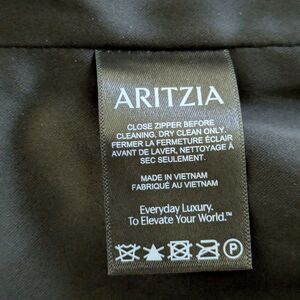 ARITZIA
CLOSE ZIPPER BEFORE
CLEANING, DRY CLEAN ONLY.
FERMER LA FERMETURE ÉCLAIR
AVANT DE LAVER, NETTOYAGE À
SEC SEULEMENT.
MADE IN VIETNAM
FABRIQUÉ AU VIETNAM
Everyday Luxury.
To Elevate Your World.™
P